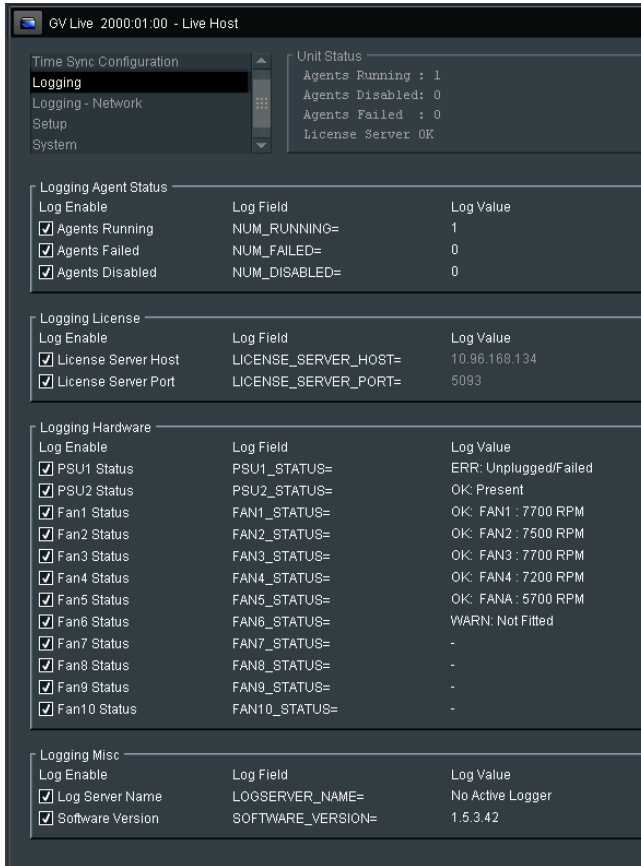 GV Live 2000:01:00 - Live Host
Time Sync Configuration
Logging
Logging - Network
Setup
System
Unit Status
Agents Running : 1
Agents Disabled: 0
Agents Failed : 0
License Server OK
Logging Agent Status
Log Enable Log Field Log Value
Agents Running NUM_RUNNING= 1
Agents Failed NUM_FAILED= 0
Agents Disabled NUM_DISABLED= 0
Logging License
Log Enable Log Field Log Value
License Server Host LICENSE_SERVER_HOST= 10.96.168.134
License Server Port LICENSE_SERVER_PORT= 5093
Logging Hardware
Log Enable Log Field Log Value
PSU1 Status PSU1_STATUS= ERR: Unplugged/Failed
PSU2 Status PSU2_STATUS= OK: Present
Fan1 Status FAN1_STATUS= OK: FAN1 : 7700 RPM
Fan2 Status FAN2_STATUS= OK: FAN2 : 7500 RPM
Fan3 Status FAN3_STATUS= OK: FAN3 : 7700 RPM
Fan4 Status FAN4_STATUS= OK: FAN4 : 7200 RPM
Fan5 Status FAN5_STATUS= OK: FANA : 5700 RPM
Fan6 Status FAN6_STATUS= WARN: Not Fitted
Fan7 Status FAN7_STATUS= -
Fan8 Status FAN8_STATUS= -
Fan9 Status FAN9_STATUS= -
Fan10 Status FAN10_STATUS= -
Logging Misc
Log Enable Log Field Log Value
Log Server Name LOGSERVER_NAME= No Active Logger
Software Version SOFTWARE_VERSION= 1.5.3.42